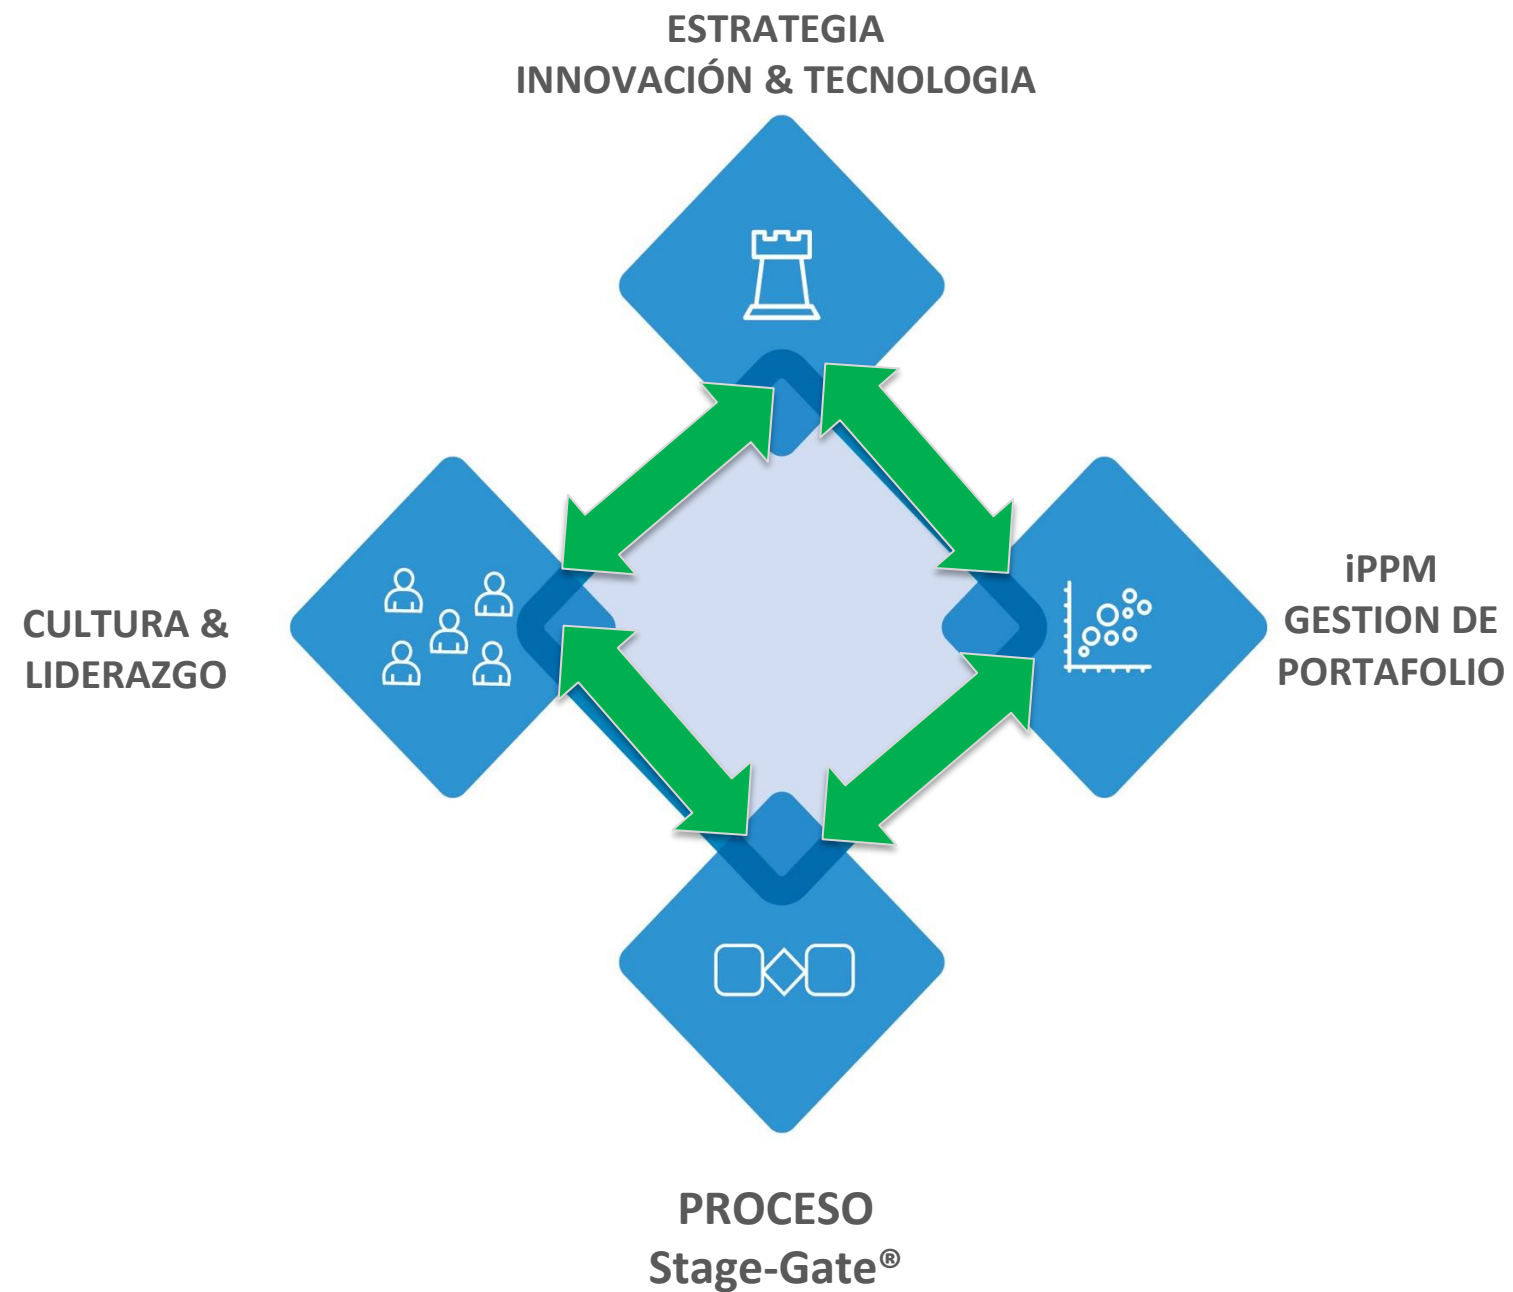 ESTRATEGIA
INNOVACIÓN & TECNOLOGIA
CULTURA &
LIDERAZGO
iPPM
GESTION DE
PORTAFOLIO
PROCESO
Stage-Gate®